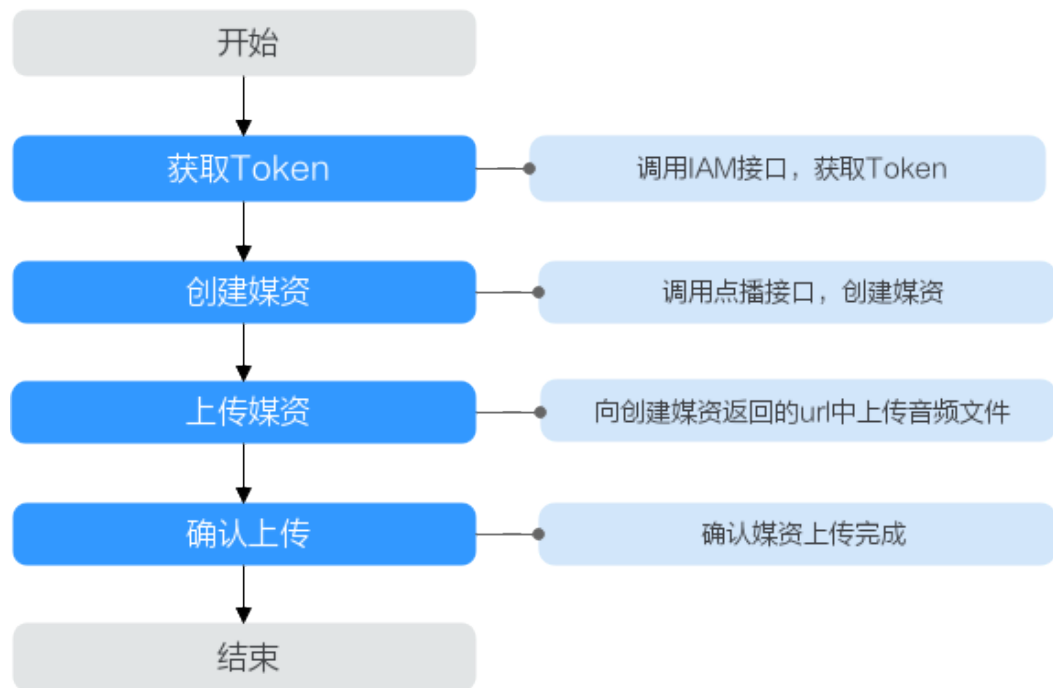 开始
获取Token
调用IAM接口，获取Token
创建媒资
调用点播接口，创建媒资
上传媒资
向创建媒资返回的url中上传音频文件
确认上传
确认媒资上传完成
结束